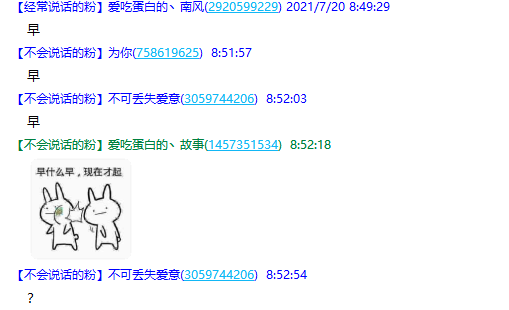 【经常说话的粉】爱吃蛋白的丶南风(2920599229) 2021/7/20 8:49:29
早
【不会说话的粉】为你(758619625) 8:51:57
早
【不会说话的粉】不可丢失爱意(3059744206) 8:52:03
早
【不会说话的粉】爱吃蛋白的丶故事(1457351534) 8:52:18
早什么早，现在才起
【不会说话的粉】不可丢失爱意(3059744206) 8:52:54
？